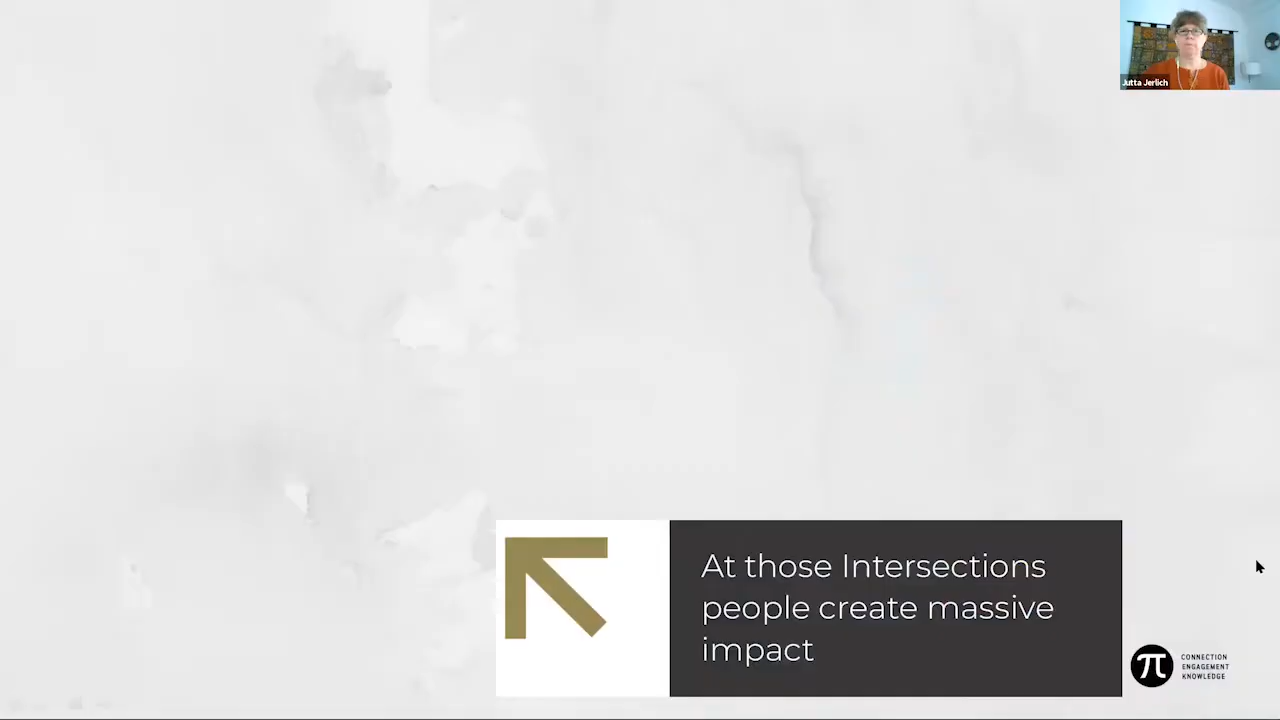 Jutta Jerlich
At those Intersections
people create massive
impact
π
CONNECTION
ENGAGEMENT
KNOWLEDGE